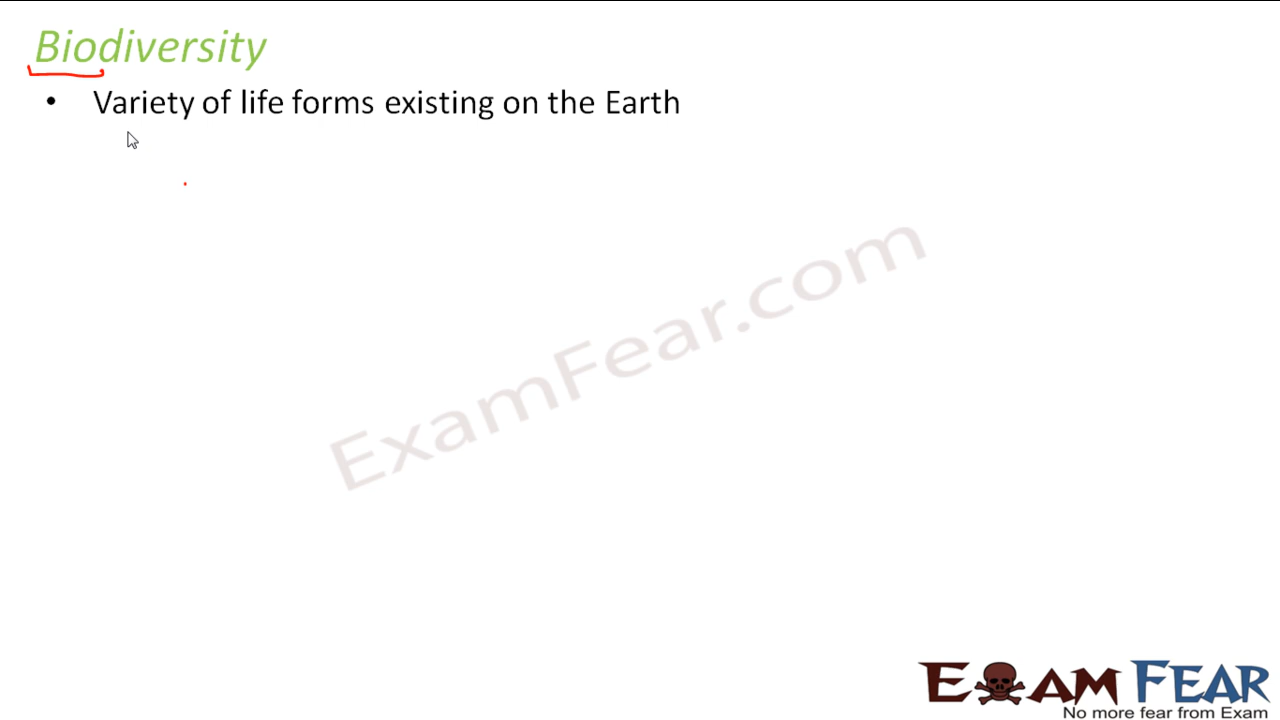 Biodiversity
• Variety of life forms existing on the Earth
ExamFear.com
EXAM FEAR
No more fear from Exam